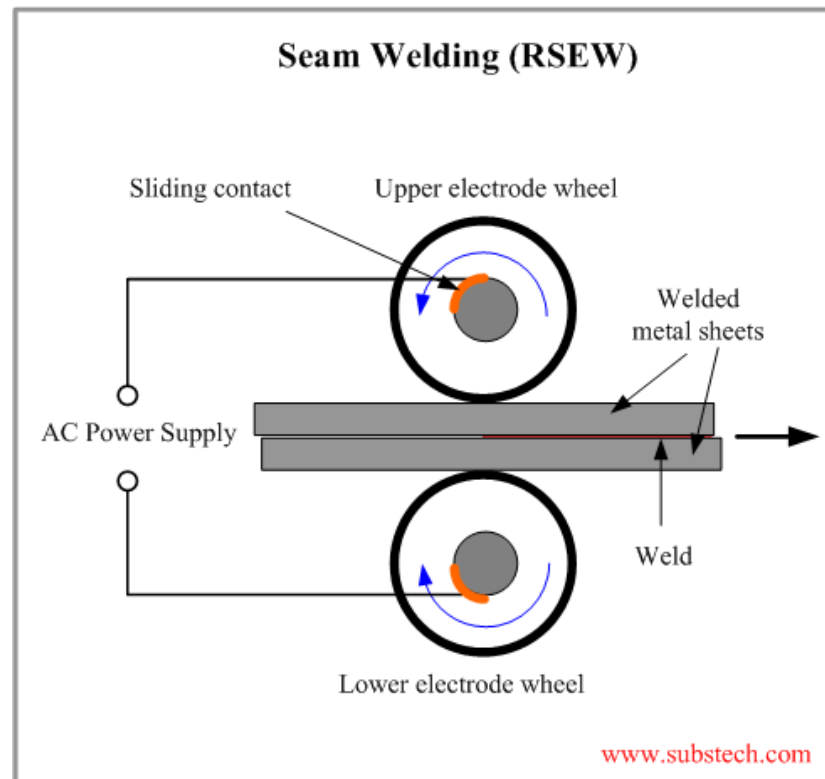 Seam Welding (RSEW)
Sliding contact
Upper electrode wheel
Welded
metal sheets
AC Power Supply
Weld
Lower electrode wheel
www.substech.com